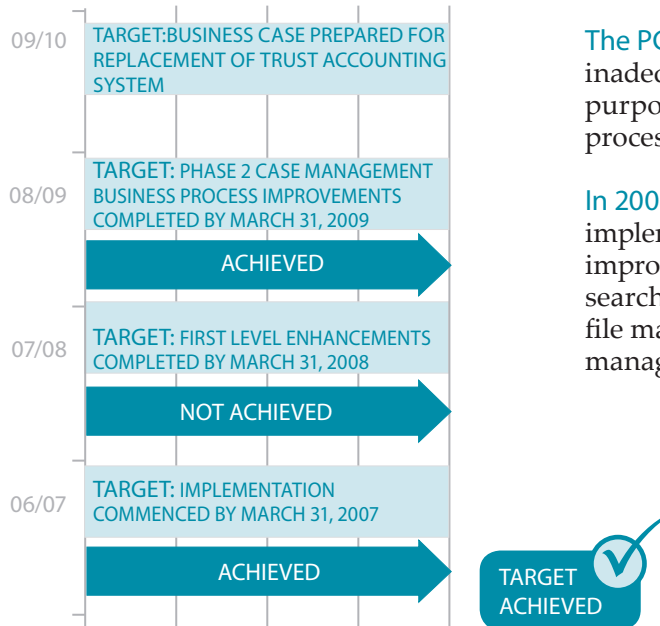 09/10
TARGET:BUSINESS CASE PREPARED FOR
REPLACEMENT OF TRUST ACCOUNTING
SYSTEM
08/09
TARGET: PHASE 2 CASE MANAGEMENT
BUSINESS PROCESS IMPROVEMENTS
COMPLETED BY MARCH 31, 2009
ACHIEVED
07/08
TARGET: FIRST LEVEL ENHANCEMENTS
COMPLETED BY MARCH 31, 2008
NOT ACHIEVED
06/07
TARGET: IMPLEMENTATION
COMMENCED BY MARCH 31, 2007
ACHIEVED
TARGET
ACHIEVED
The
In